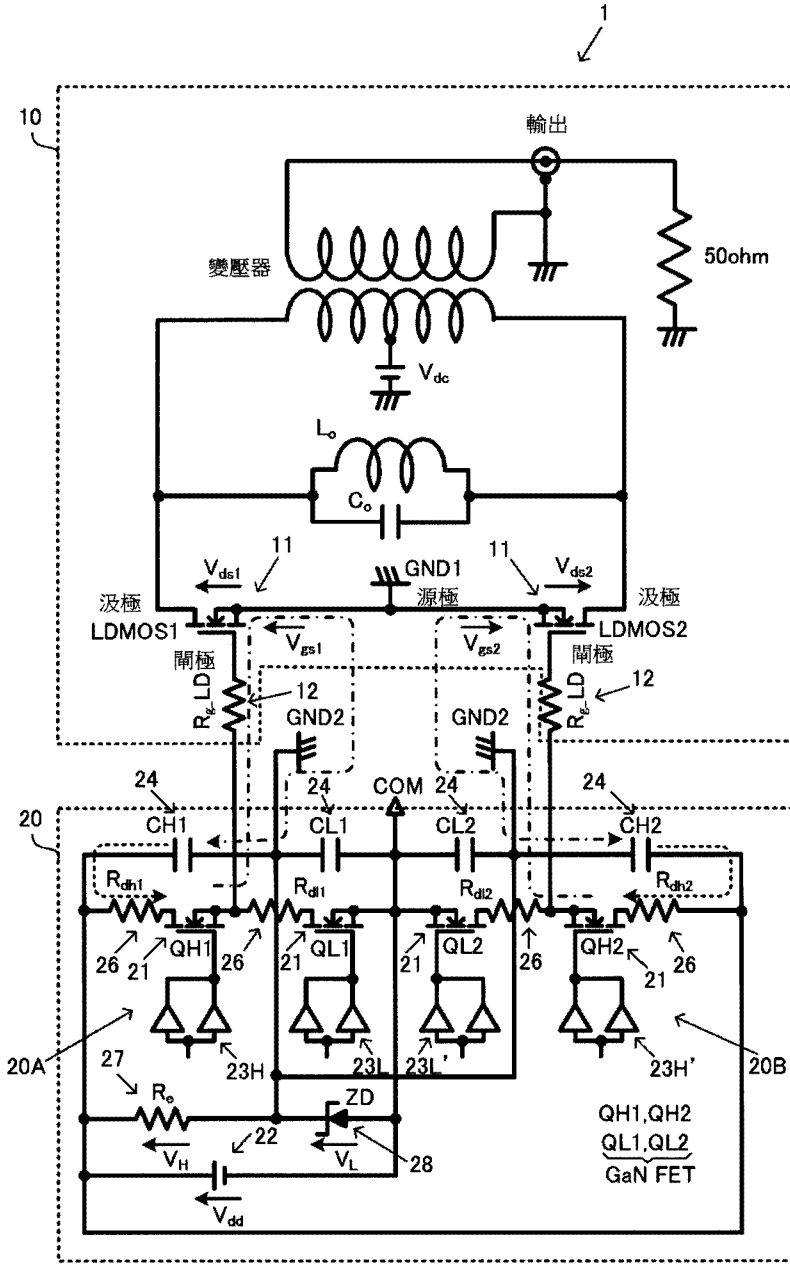 1
10
輸出
變壓器
50ohm
Vdc
Lo
Co
Vds1
11
GND1
11
Vds2
汲極
源極
汲極
LDMOS1
LDMOS2
Vgs1
Vgs2
閘極
閘極
Rg_LD
12
Rg_LD
12
GND2
GND2
24
24
COM
24
24
20
CH1
CL1
CL2
CH2
Rdh1
Rdl1
Rdl2
Rdh2
QH1
QL1
QL2
QH2
26
21
26
21
21
26
21
26
20A
23H
23L
23L'
23H'
20B
27
Re
ZD
QH1,QH2
VH
22
VL
28
QL1,QL2
GaN FET
Vdd